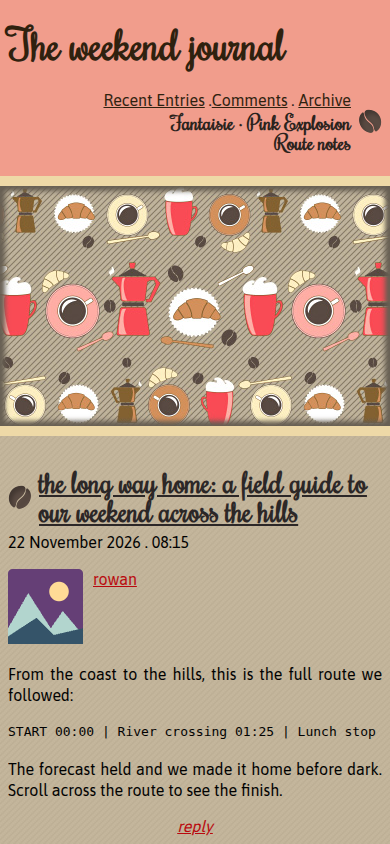 The weekend journal
Recent Entries .Comments . Archive
Fantaisie · Pink Explosion
Route notes
the long way home: a field guide to
our weekend across the hills
22 November 2026 . 08:15
rowan
From the coast to the hills, this is the full route we
followed:
START 00:00 | River crossing 01:25 | Lunch stop
The forecast held and we made it home before dark.
Scroll across the route to see the finish.
reply